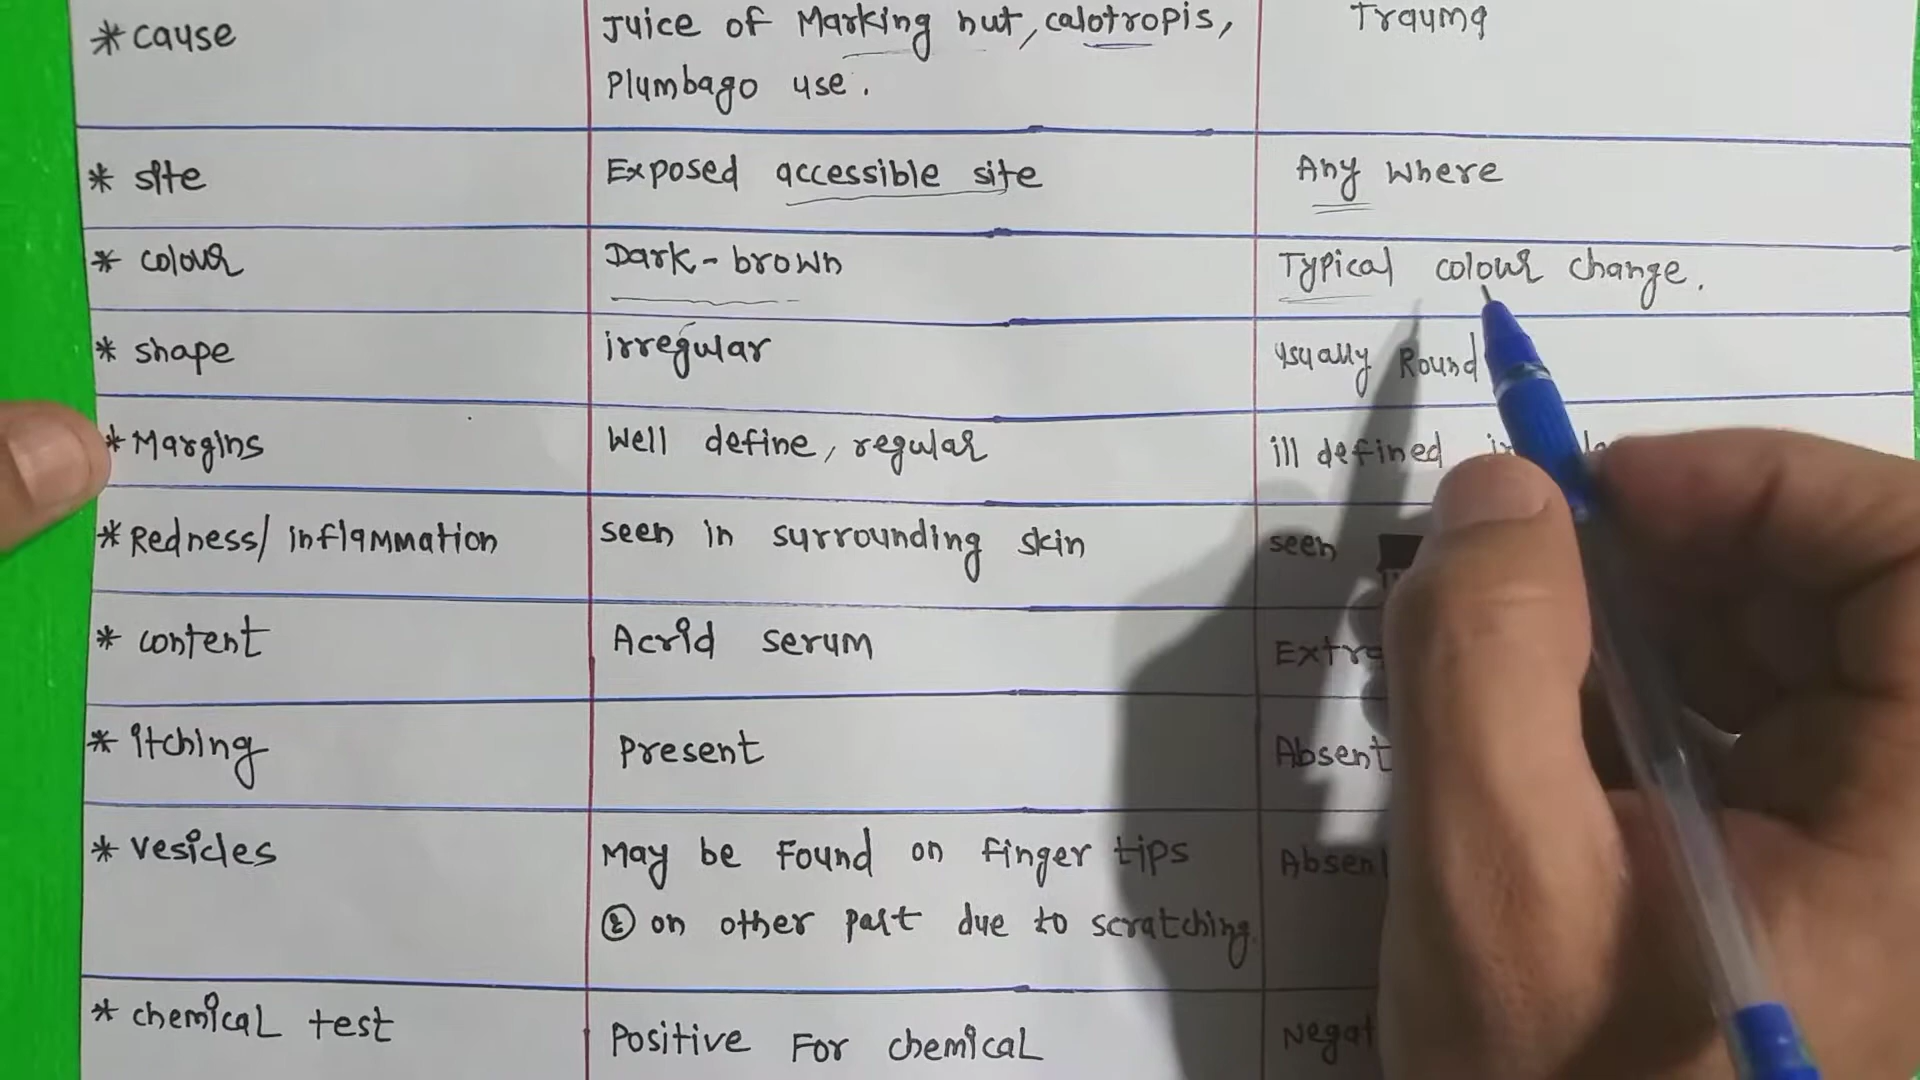 * cause Juice of Marking nut, calotropis, Trauma
Plumbago use.
* site Exposed accessible site Any where
* colour Dark-brown Typical colour change.
* shape irregular usually Round
* Margins Well define, regular ill defined
* Redness/ inflammation seen in surrounding skin seen
* content Acrid serum
* itching Present Absent
* vesicles May be Found on finger tips
& on other part due to scratching
* chemical test Positive For chemical